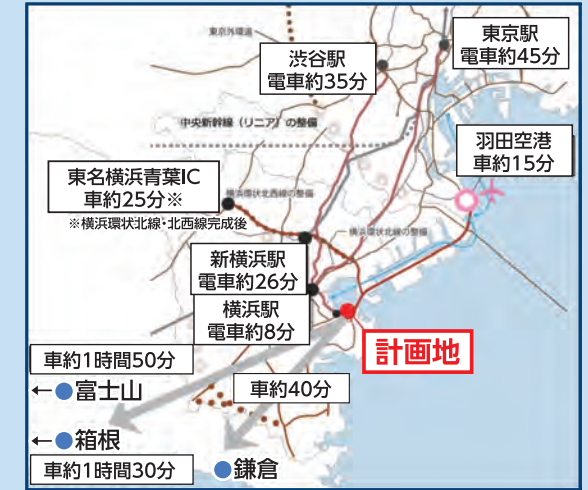 東京外環道
東京駅
電車約45分
渋谷駅
電車約35分
中央新幹線（リニア）の整備
羽田空港
車約15分
東名横浜青葉IC
車約25分※
※横浜環状北線・北西線完成後
横浜環状北西線の整備
横浜環状北線の整備
新横浜駅
電車約26分
横浜駅
電車約8分
計画地
車約1時間50分
←●富士山
車約40分
←●箱根
車約1時間30分
●鎌倉